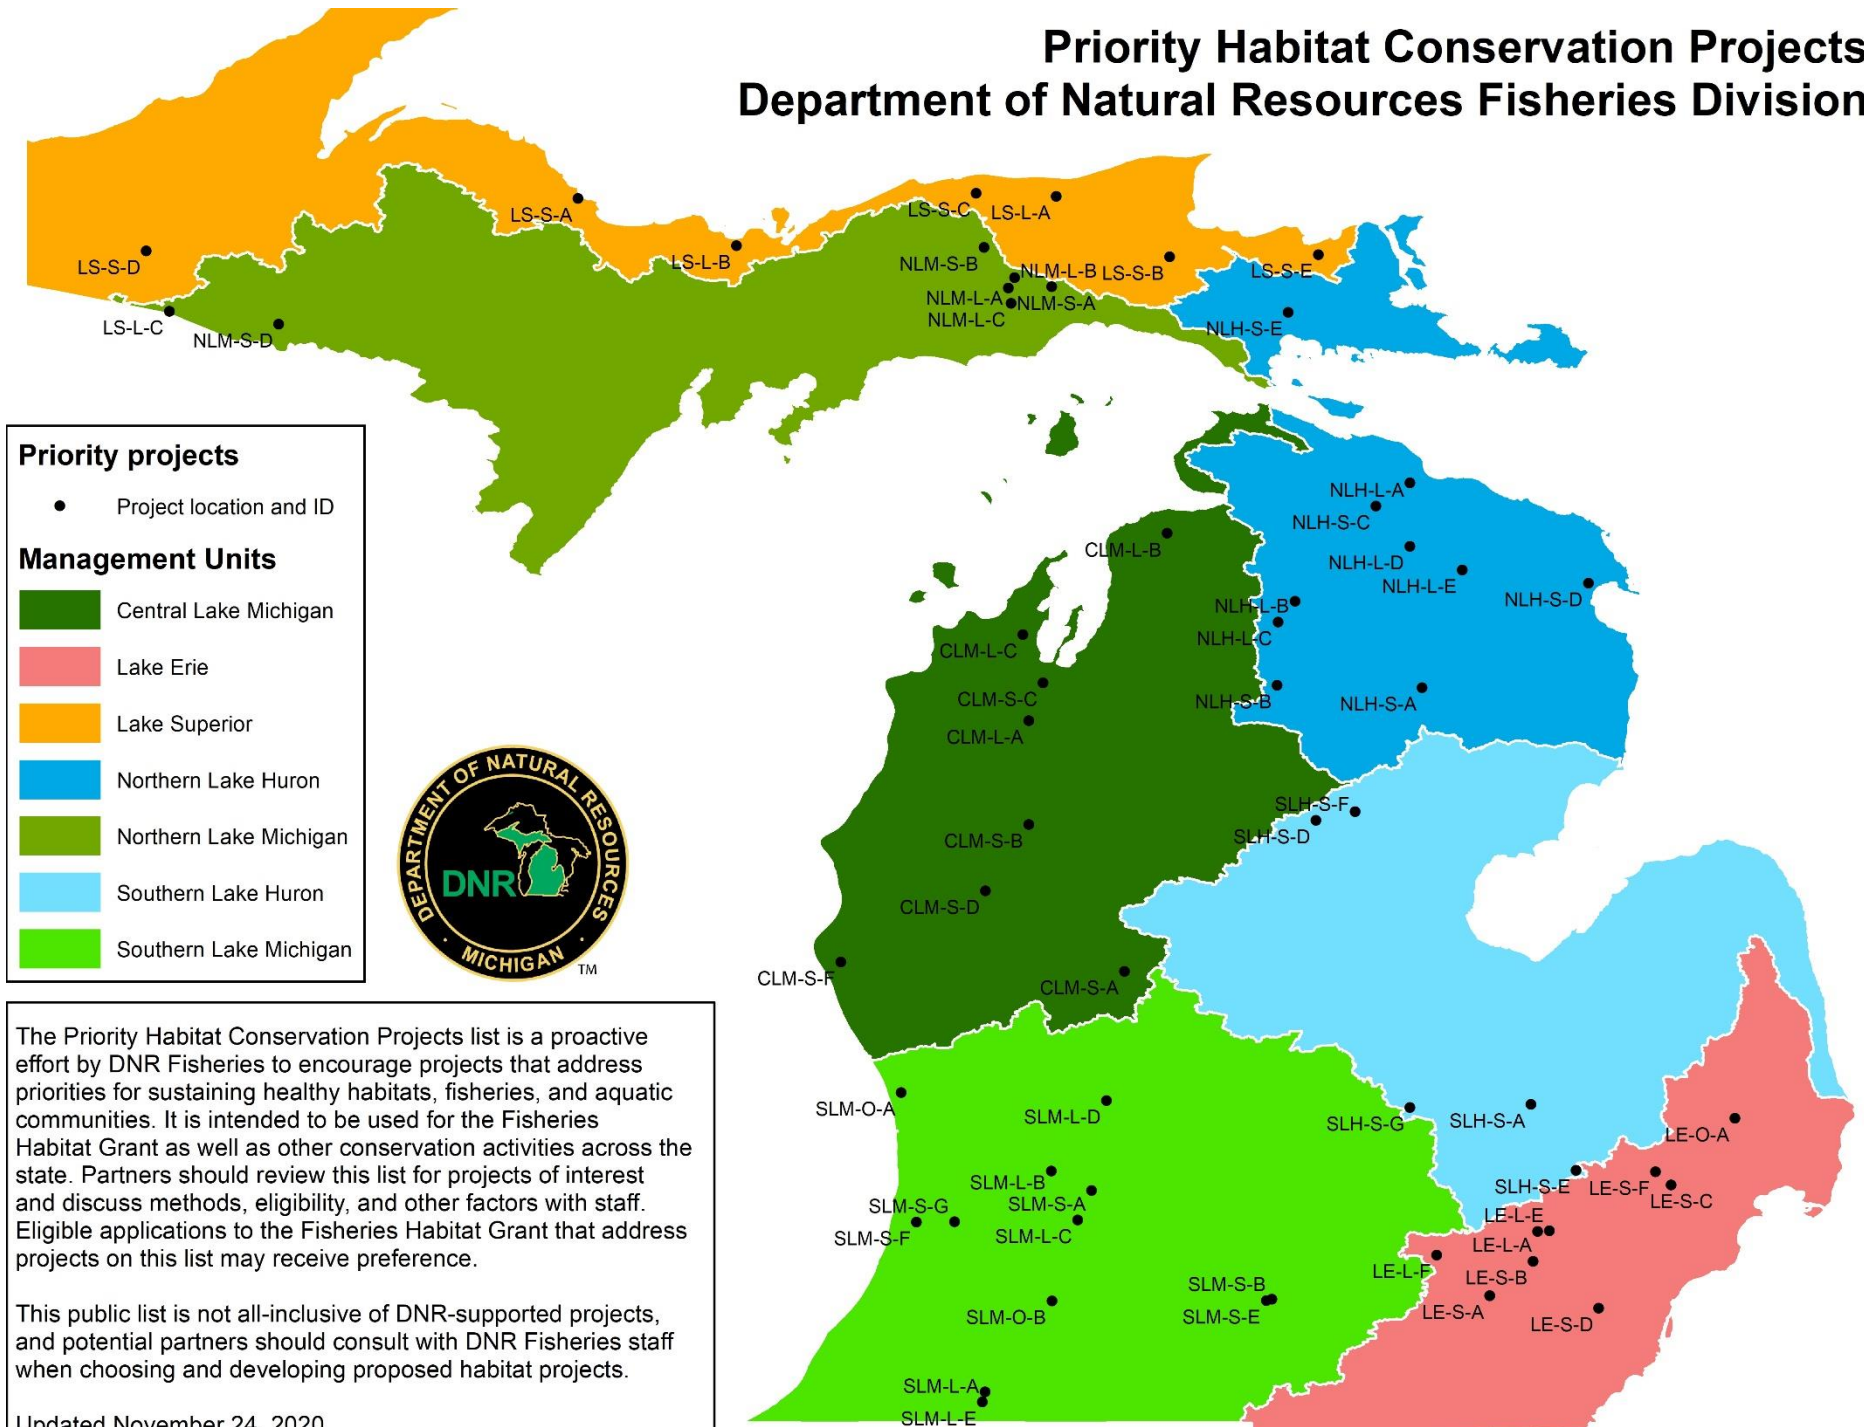 Priority Habitat Conservation Projects
Department of Natural Resources Fisheries Division
LS-S-A
LS-S-C
LS-L-A
LS-S-D
LS-L-B
NLM-S-B
NLM-L-B
LS-S-B
LS-S-E
NLM-L-A
NLM-S-A
NLM-L-C
LS-L-C
NLM-S-D
NLH-S-E
Priority projects
Project location and ID
Management Units
Central Lake Michigan
Lake Erie
Lake Superior
Northern Lake Huron
Northern Lake Michigan
Southern Lake Huron
Southern Lake Michigan
NLH-L-A
NLH-S-C
CLM-L-B
NLH-L-D
NLH-L-E
NLH-S-D
NLH-L-B
NLH-L-C
CLM-L-C
CLM-S-C
NLH-S-B
NLH-S-A
CLM-L-A
DEPARTMENT OF NATURAL RESOURCES
DNR
MICHIGAN
TM
SLH-S-F
SLH-S-D
CLM-S-B
CLM-S-D
CLM-S-F
CLM-S-A
The Priority Habitat Conservation Projects list is a proactive
effort by DNR Fisheries to encourage projects that address
priorities for sustaining healthy habitats, fisheries, and aquatic
communities. It is intended to be used for the Fisheries
Habitat Grant as well as other conservation activities across the
state. Partners should review this list for projects of interest
and discuss methods, eligibility, and other factors with staff.
Eligible applications to the Fisheries Habitat Grant that address
projects on this list may receive preference.
This public list is not all-inclusive of DNR-supported projects,
and potential partners should consult with DNR Fisheries staff
when choosing and developing proposed habitat projects.
Updated November 24, 2020
SLM-O-A
SLM-L-D
SLH-S-G
SLH-S-A
LE-O-A
SLM-L-B
SLM-S-A
SLH-S-E
LE-S-F
LE-S-C
SLM-S-G
SLM-S-F
SLM-L-C
LE-L-E
LE-L-A
LE-L-F
LE-S-B
SLM-S-B
SLM-O-B
SLM-S-E
LE-S-A
LE-S-D
SLM-L-A
SLM-L-E